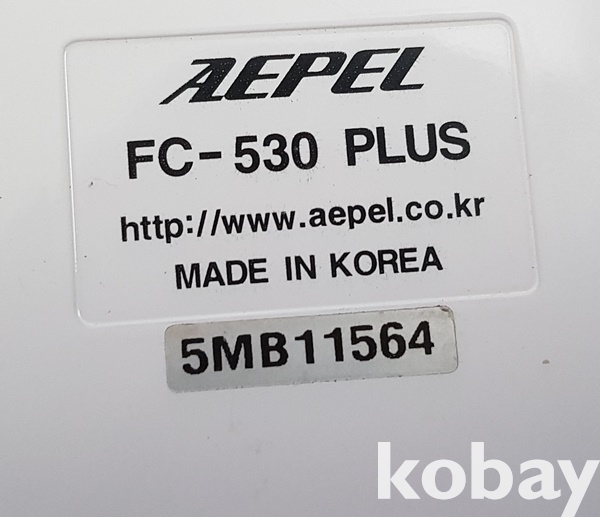 AEPEL
FC-530 PLUS
http://www.aepel.co.kr
MADE IN KOREA
5MB11564
kobay